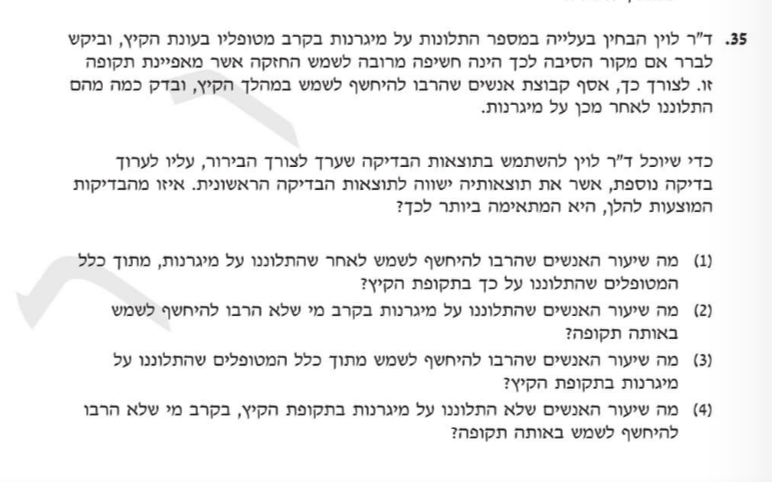 35. ד"ר לוין הבחין בעלייה במספר התלונות על מיגרנות בקרב מטופליו בעונת הקיץ, וביקש
לברר אם מקור הסיבה לכך הינה חשיפה מרובה לשמש החזקה אשר מאפיינת תקופה
זו. לצורך כך, אסף קבוצת אנשים שהרבו להיחשף לשמש במהלך הקיץ, ובדק כמה מהם
התלוננו לאחר מכן על מיגרנות.
כדי שיוכל ד"ר לוין להשתמש בתוצאות הבדיקה שערך לצורך הבירור, עליו לערוך
בדיקה נוספת, אשר את תוצאותיה ישווה לתוצאות הבדיקה הראשונית. איזו מהבדיקות
המוצעות להלן, היא המתאימה ביותר לכך?
(1) מה שיעור האנשים שהרבו להיחשף לשמש לאחר שהתלוננו על מיגרנות, מתוך כלל
המטופלים שהתלוננו על כך בתקופת הקיץ?
(2) מה שיעור האנשים שהתלוננו על מיגרנות בקרב מי שלא הרבו להיחשף לשמש
באותה תקופה?
(3) מה שיעור האנשים שהרבו להיחשף לשמש מתוך כלל המטופלים שהתלוננו על
מיגרנות בתקופת הקיץ?
(4) מה שיעור האנשים שלא התלוננו על מיגרנות בתקופת הקיץ, בקרב מי שלא הרבו
להיחשף לשמש באותה תקופה?